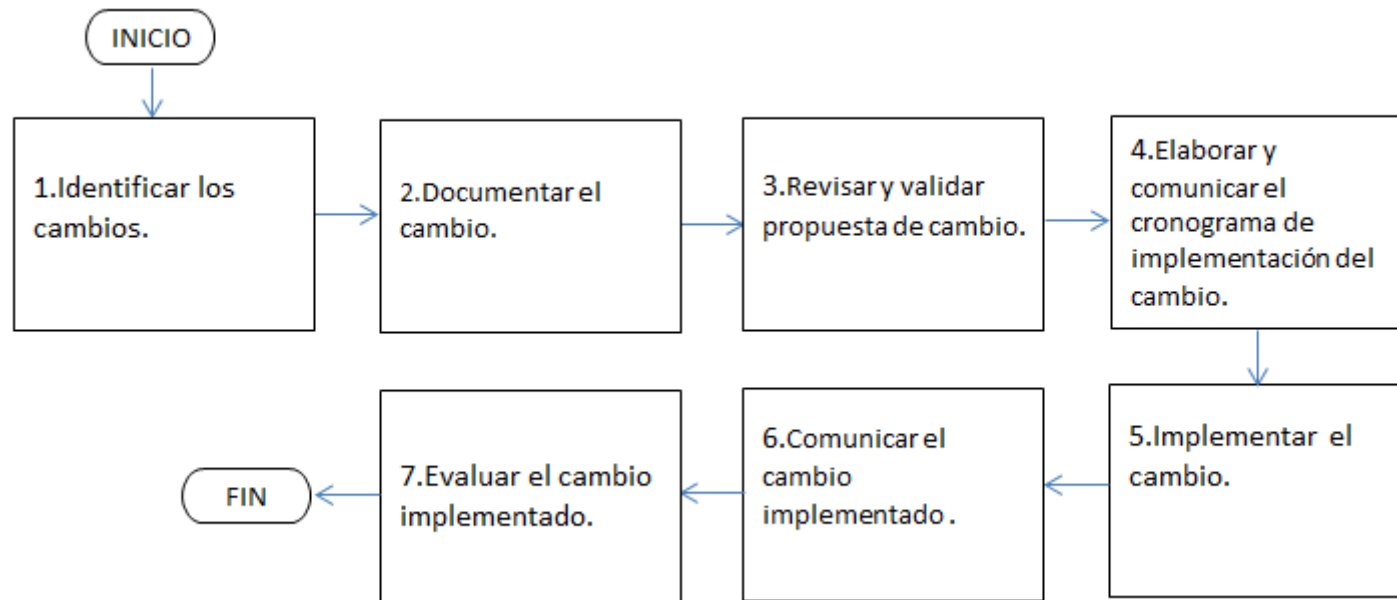 INICIO
1.Identificar los
cambios.
2.Documentar el
cambio.
3.Revisar y validar
propuesta de cambio.
4.Elaborar y
comunicar el
cronograma de
implementación del
cambio.
5.Implementar el
cambio.
6.Comunicar el
cambio
implementado .
7.Evaluar el cambio
implementado.
FIN